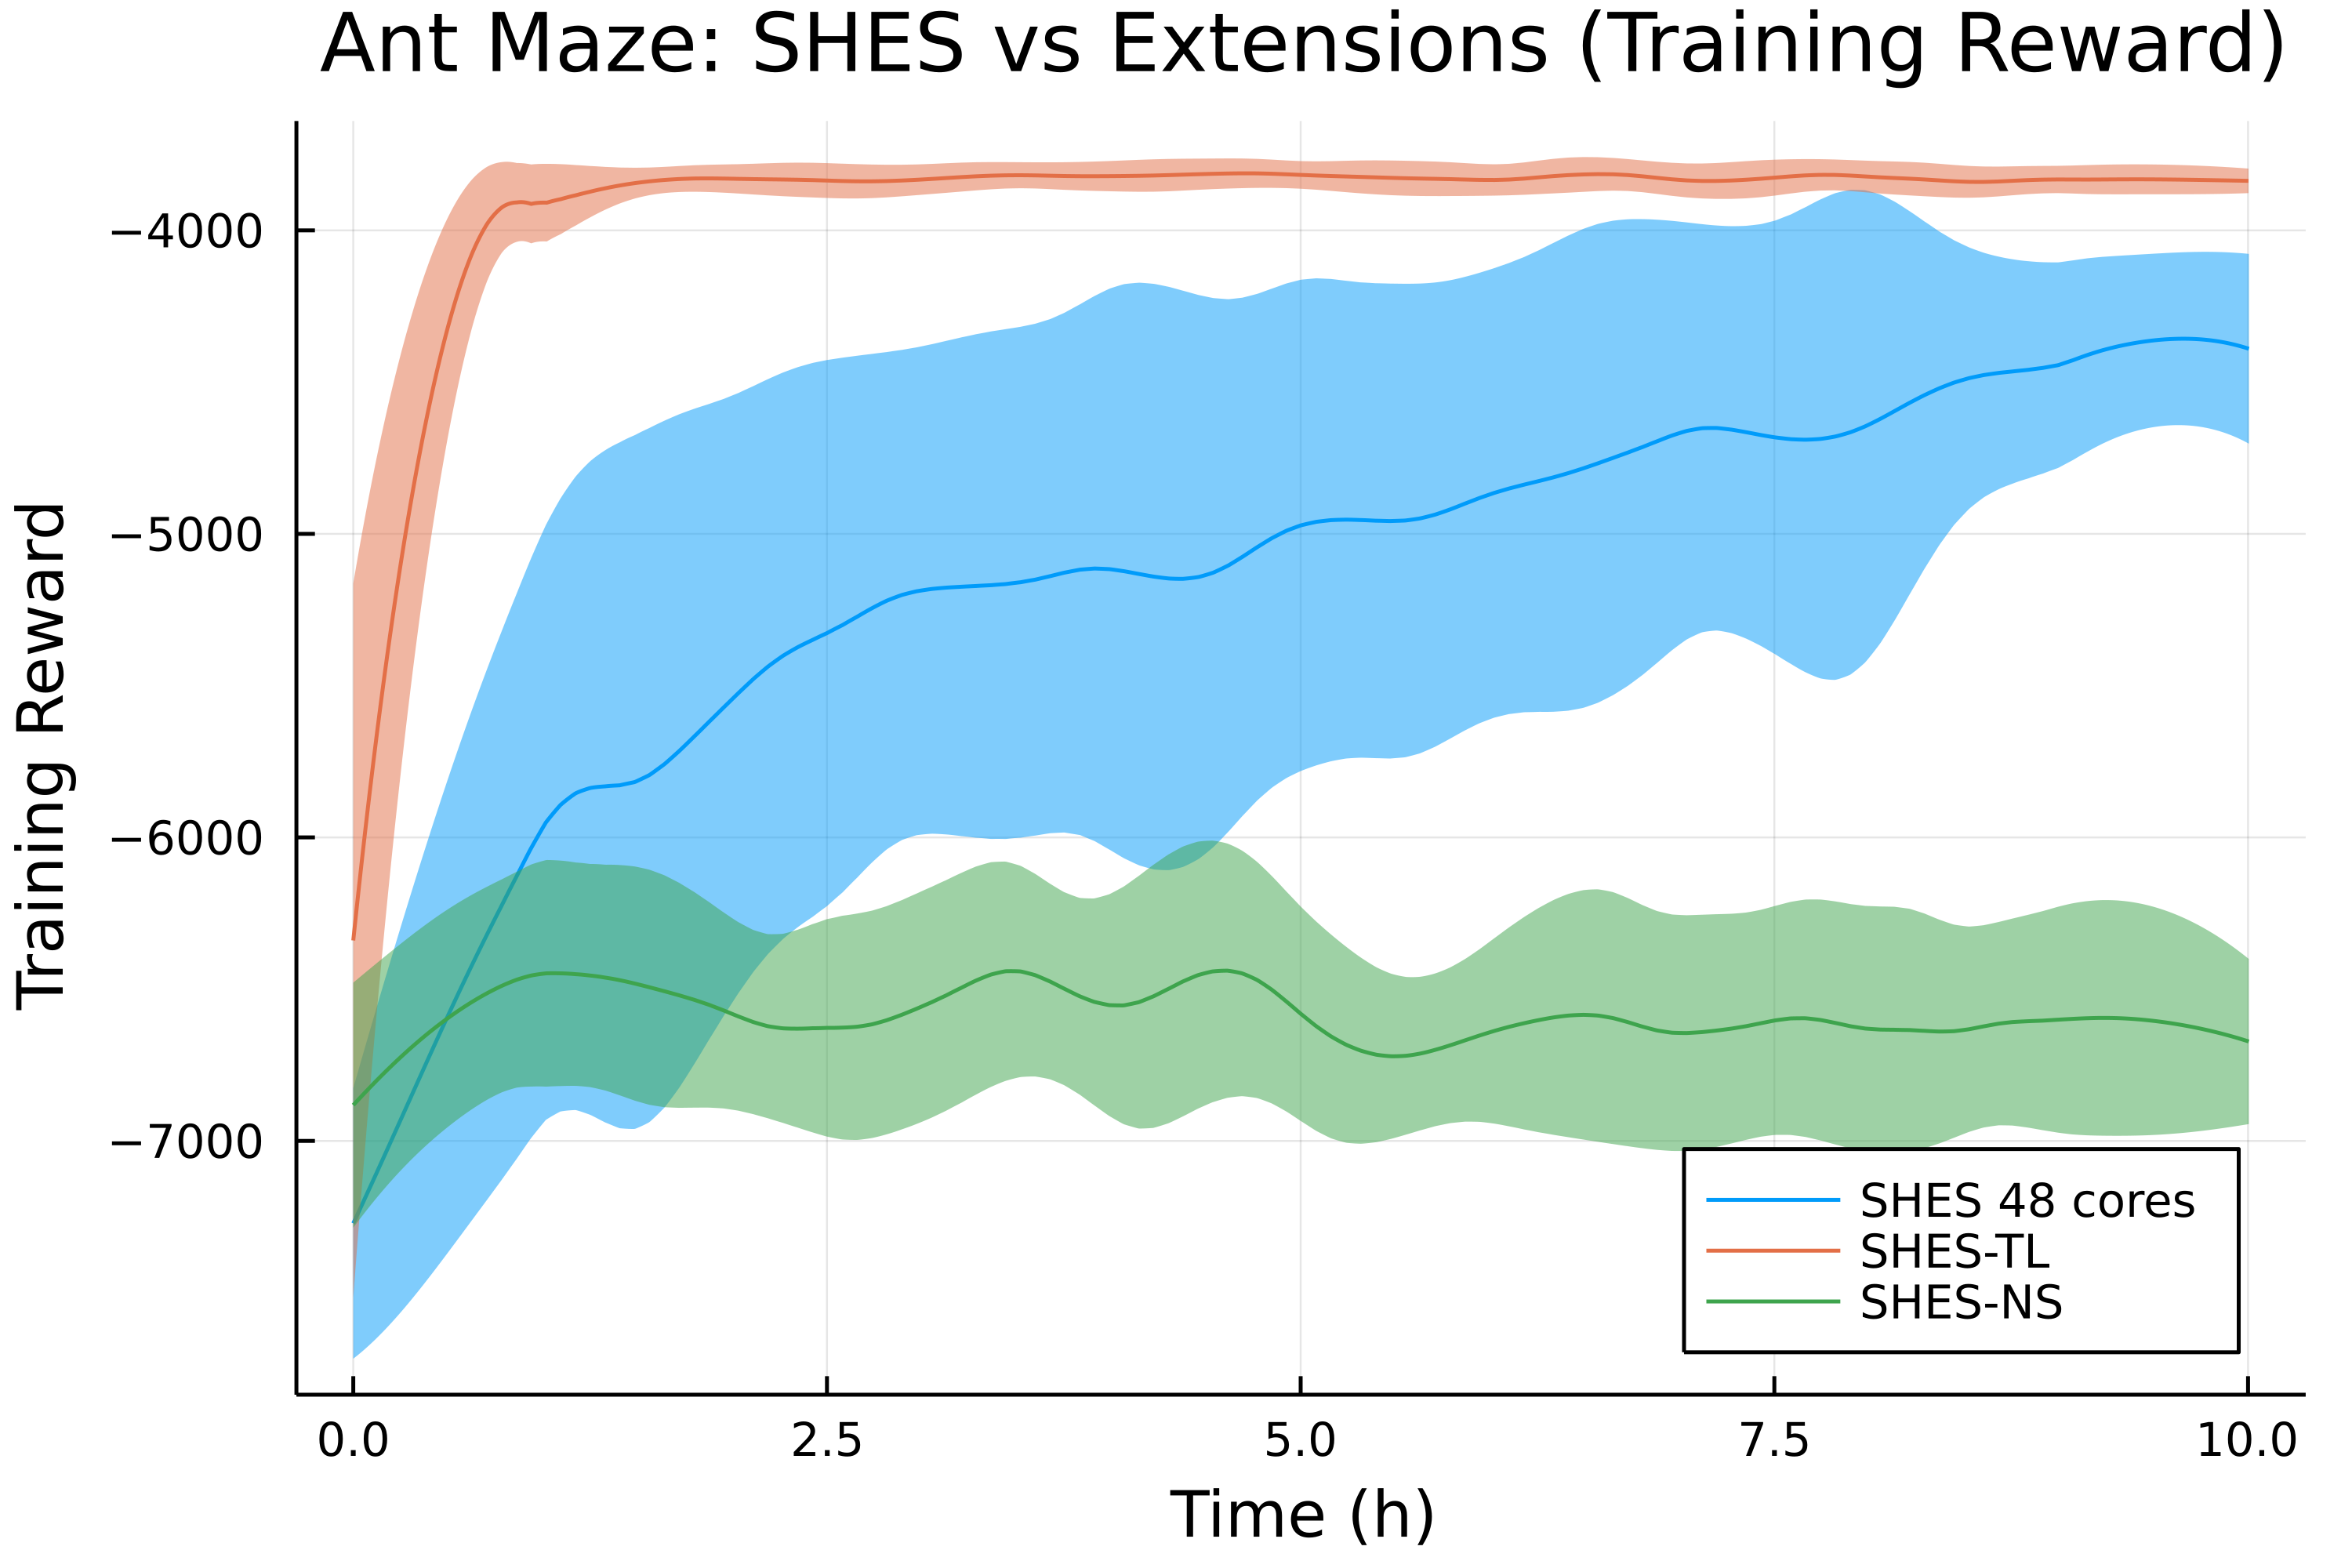 Ant Maze: SHES vs Extensions (Training Reward)
Training Reward
−4000
−5000
−6000
−7000
SHES 48 cores
SHES-TL
SHES-NS
0.0 2.5 5.0 7.5 10.0
Time (h)